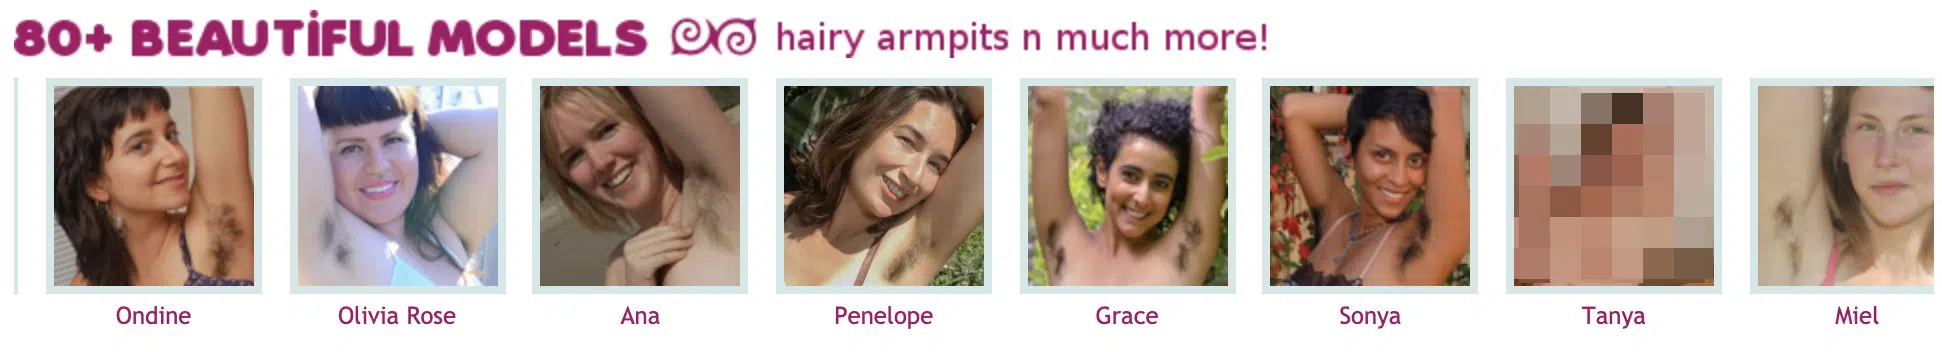 80+ BEAUTiFUL MODELS hairy armpits n much more!
Ondine Olivia Rose Ana Penelope Grace Sonya Tanya Miel